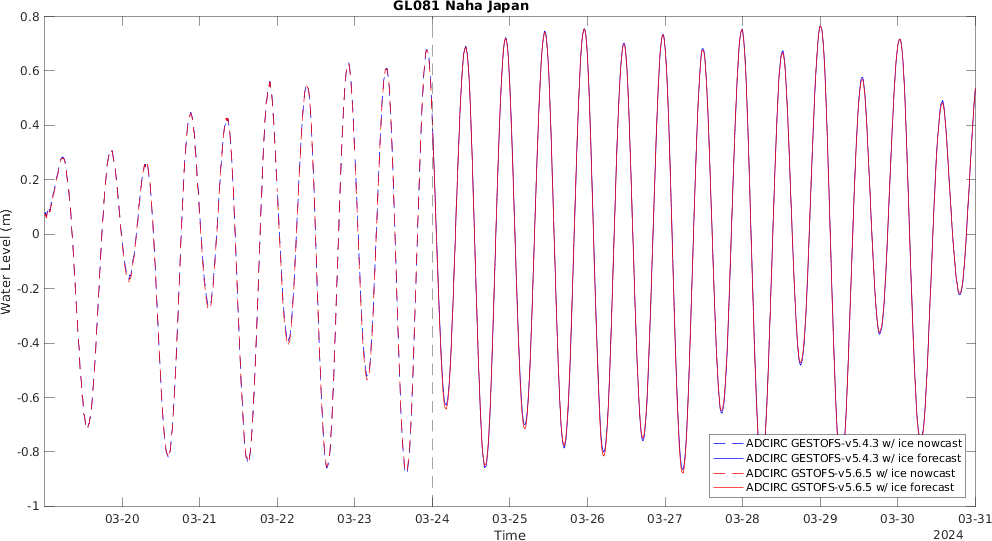 GL081 Naha Japan
Water Level (m)
0.8
0.6
0.4
0.2
0
-0.2
-0.4
-0.6
-0.8
-1
ADCIRC GESTOFS-v5.4.3 w/ ice nowcast
ADCIRC GESTOFS-v5.4.3 w/ ice forecast
ADCIRC GSTOFS-v5.6.5 w/ ice nowcast
ADCIRC GSTOFS-v5.6.5 w/ ice forecast
03-20 03-21 03-22 03-23 03-24 03-25 03-26 03-27 03-28 03-29 03-30 03-31
Time
2024